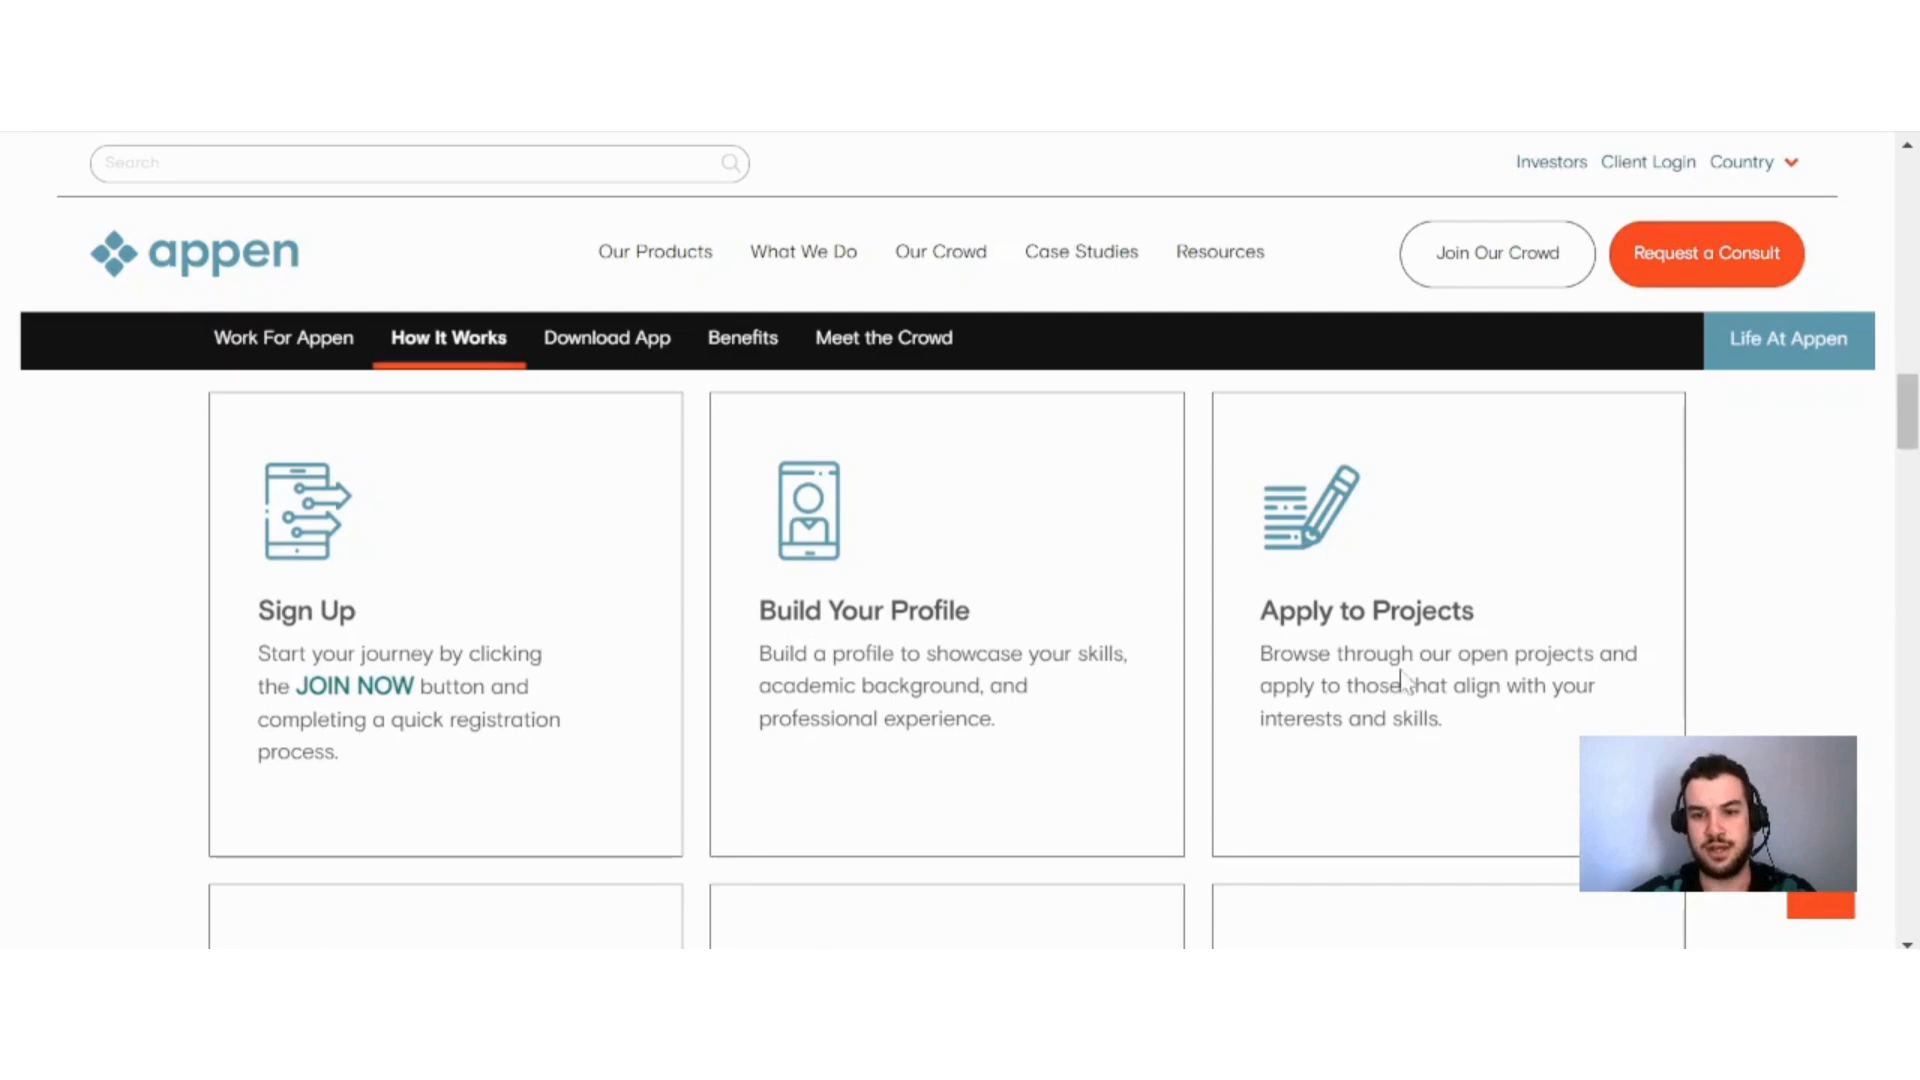 Search
Investors Client Login Country
appen
Our Products What We Do Our Crowd Case Studies Resources
Join Our Crowd
Request a Consult
Work For Appen How It Works Download App Benefits Meet the Crowd
Life At Appen
Sign Up
Start your journey by clicking
the JOIN NOW button and
completing a quick registration
process.
Build Your Profile
Build a profile to showcase your skills,
academic background, and
professional experience.
Apply to Projects
Browse through our open projects and
apply to those that align with your
interests and skills.